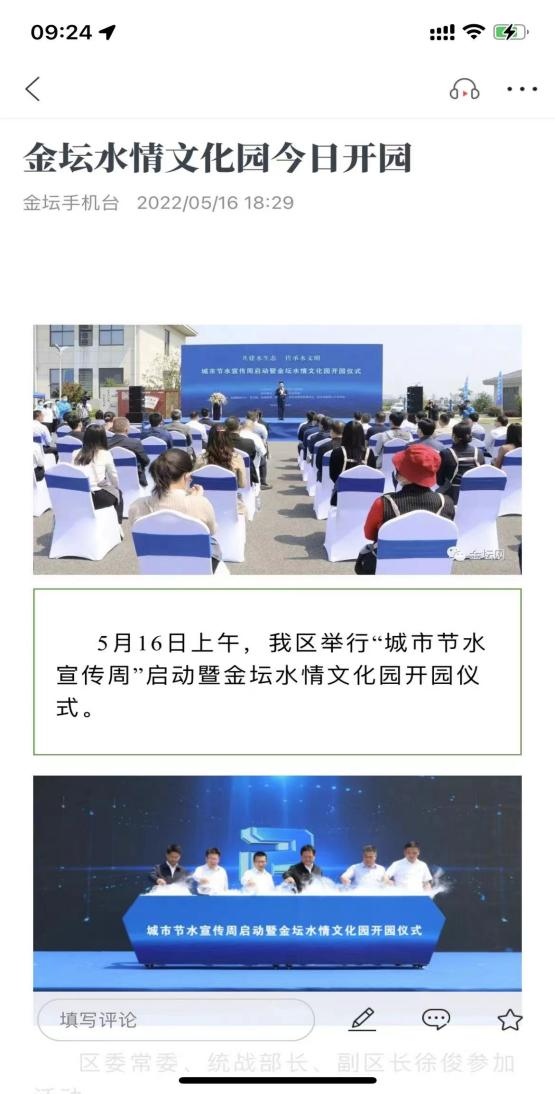 09:24
金坛水情文化园今日开园
金坛手机台 2022/05/16 18:29
共建水生态 传承水文明
城市节水宣传周启动暨金坛水情文化园开园仪式
金坛网
5月16日上午，我区举行“城市节水
宣传周”启动暨金坛水情文化园开园仪
式。
城市节水宣传周启动暨金坛水情文化园开园仪式
填写评论
区委常委、统战部长、副区长徐俊参加
活动